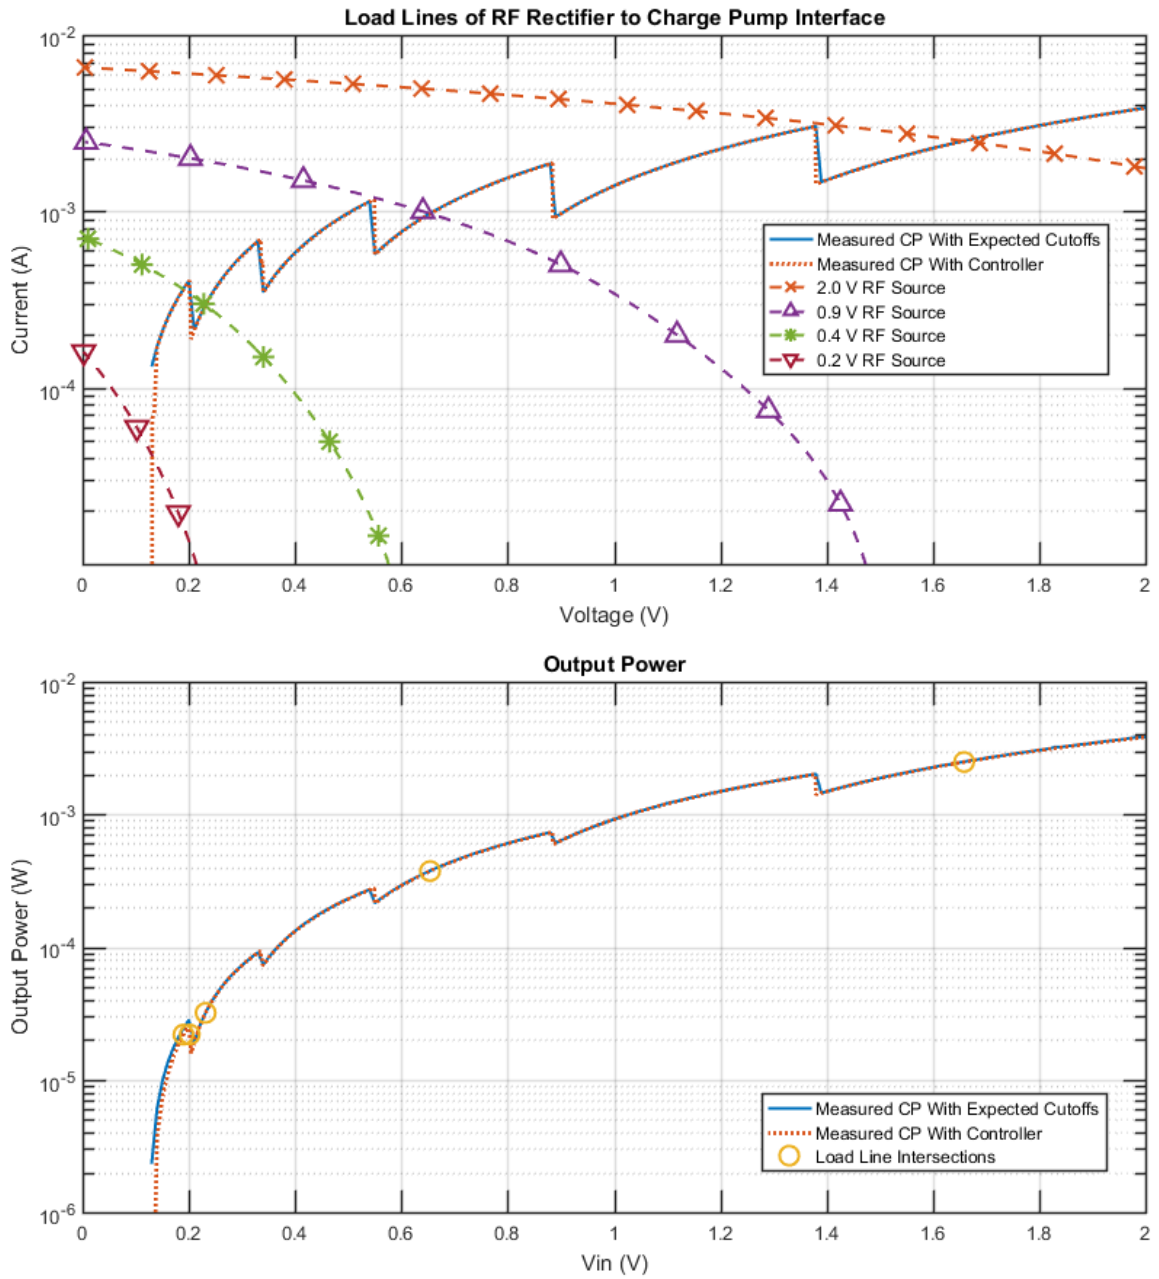 Load Lines of RF Rectifier to Charge Pump Interface
10-2
10-3
10-4
Current (A)
Measured CP With Expected Cutoffs
Measured CP With Controller
2.0 V RF Source
0.9 V RF Source
0.4 V RF Source
0.2 V RF Source
0 0.2 0.4 0.6 0.8 1 1.2 1.4 1.6 1.8 2
Voltage (V)
Output Power
10-2
10-3
10-4
10-5
10-6
Output Power (W)
Measured CP With Expected Cutoffs
Measured CP With Controller
Load Line Intersections
0 0.2 0.4 0.6 0.8 1 1.2 1.4 1.6 1.8 2
Vin (V)